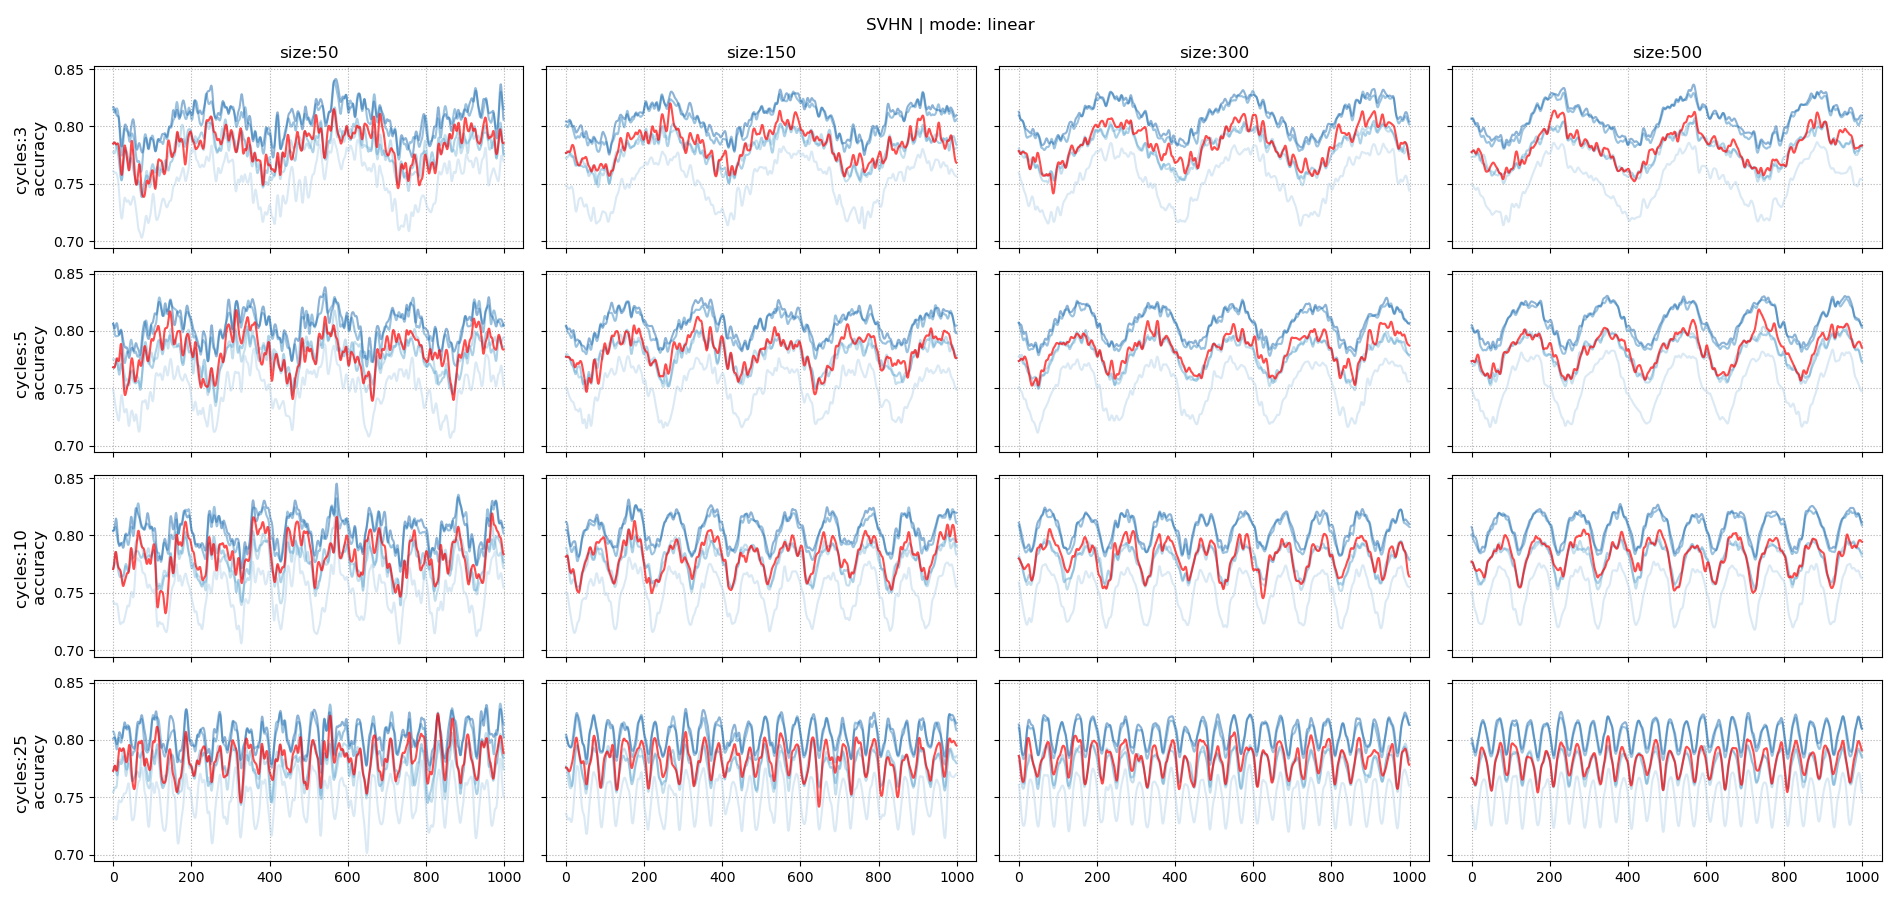 SVHN | mode: linear
size:50 size:150 size:300 size:500
cycles:3
accuracy
0.85
0.80
0.75
0.70
cycles:5
accuracy
0.85
0.80
0.75
0.70
cycles:10
accuracy
0.85
0.80
0.75
0.70
cycles:25
accuracy
0.85
0.80
0.75
0.70
0 200 400 600 800 1000 0 200 400 600 800 1000 0 200 400 600 800 1000 0 200 400 600 800 1000